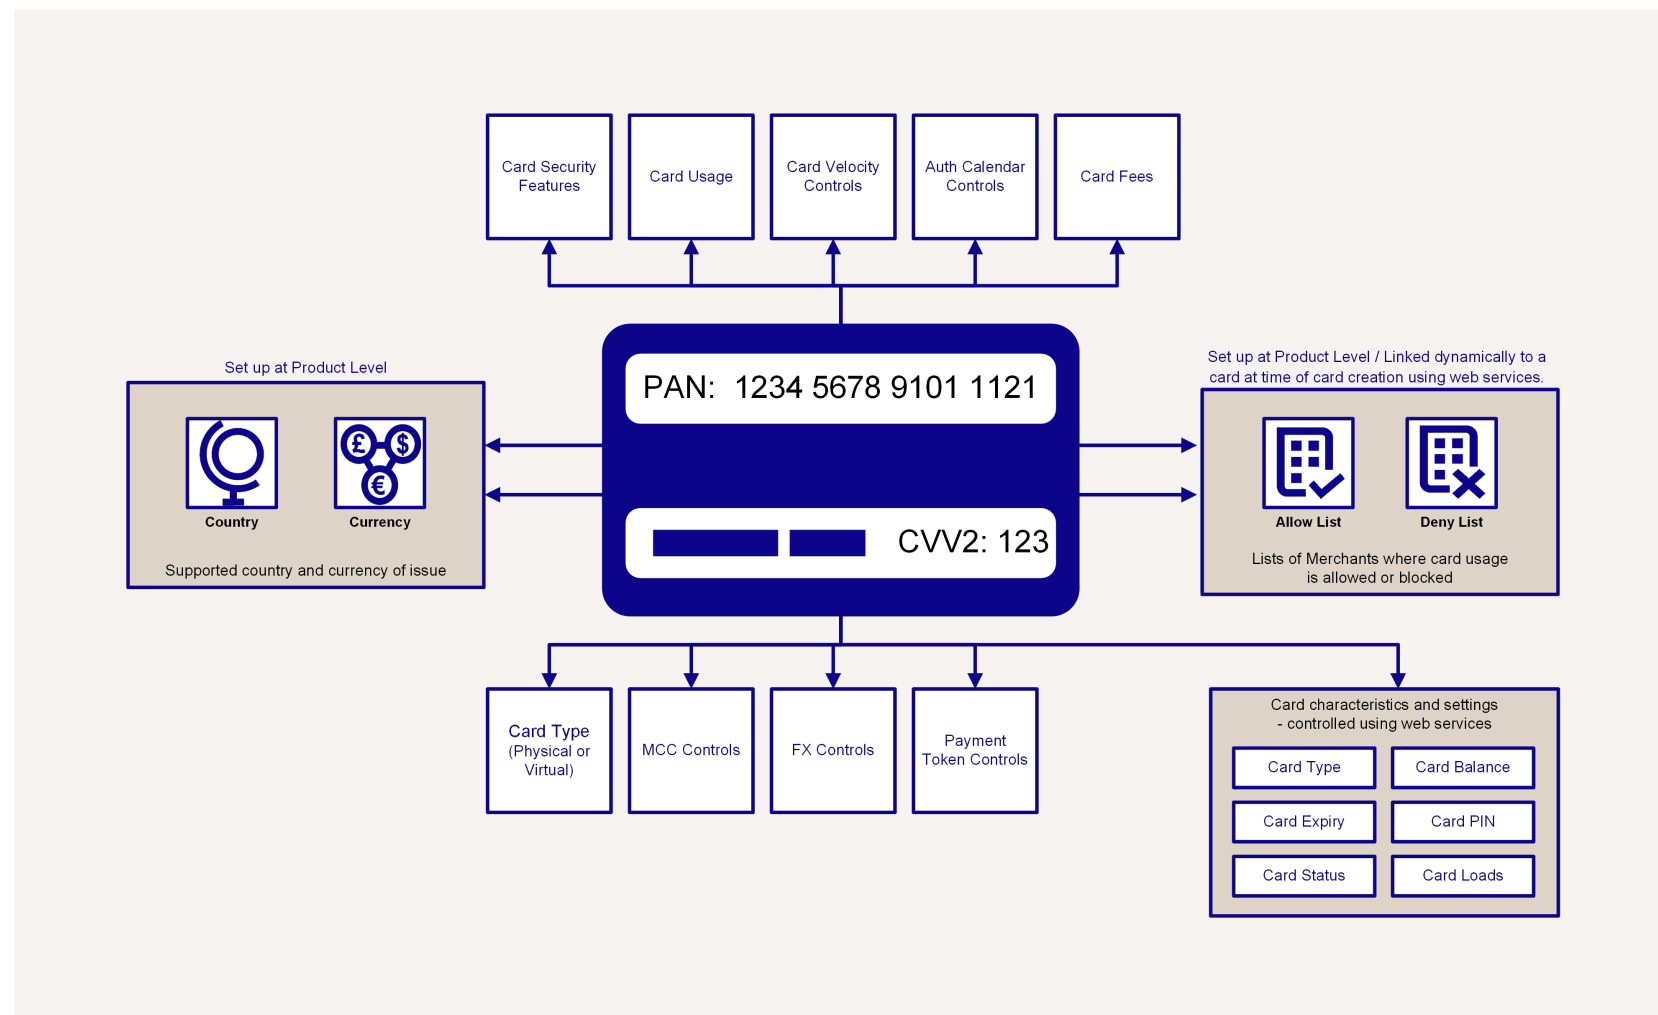 Card Security
Features
Card Usage
Card Velocity
Controls
Auth Calendar
Controls
Card Fees
Set up at Product Level
£
$
€
Country
Currency
Supported country and currency of issue
PAN: 1234 5678 9101 1121
CVV2: 123
Set up at Product Level / Linked dynamically to a
card at time of card creation using web services.
Allow List
Deny List
Lists of Merchants where card usage
is allowed or blocked
Card Type
(Physical or
Virtual)
MCC Controls
FX Controls
Payment
Token Controls
Card characteristics and settings
- controlled using web services
Card Type
Card Balance
Card Expiry
Card PIN
Card Status
Card Loads